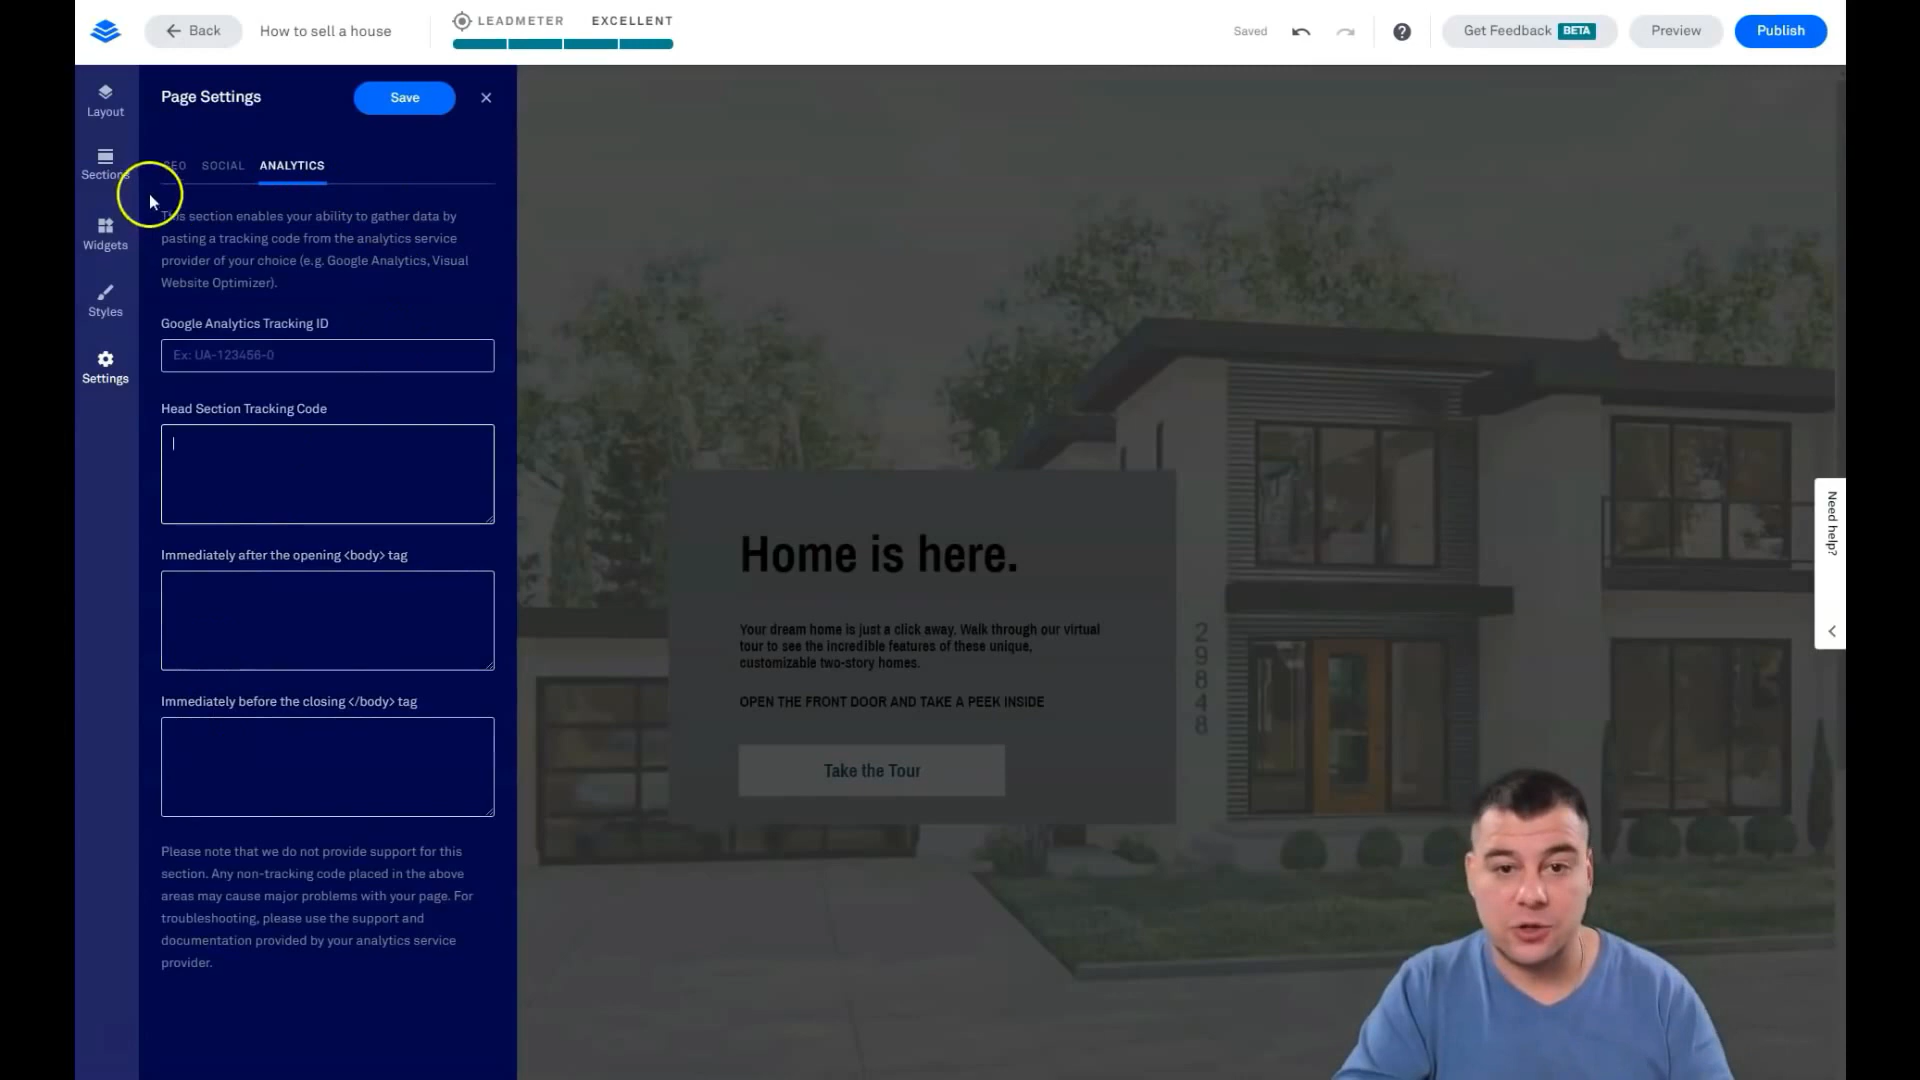 Back
How to sell a house
LEADMETER EXCELLENT
Saved
Get Feedback BETA
Preview
Publish
Layout
Sections
Widgets
Styles
Settings
Page Settings
Save
SEO SOCIAL ANALYTICS
This section enables your ability to gather data by
pasting a tracking code from the analytics service
provider of your choice (e.g. Google Analytics, Visual
Website Optimizer).
Google Analytics Tracking ID
Ex: UA-123456-0
Head Section Tracking Code
Immediately after the opening <body> tag
Immediately before the closing </body> tag
Please note that we do not provide support for this
section. Any non-tracking code placed in the above
areas may cause major problems with your page. For
troubleshooting, please use the support and
documentation provided by your analytics service
provider.
Home is here.
Your dream home is just a click away. Walk through our virtual
tour to see the incredible features of these unique,
customizable two-story homes.
OPEN THE FRONT DOOR AND TAKE A PEEK INSIDE
Take the Tour
29848
Need help?